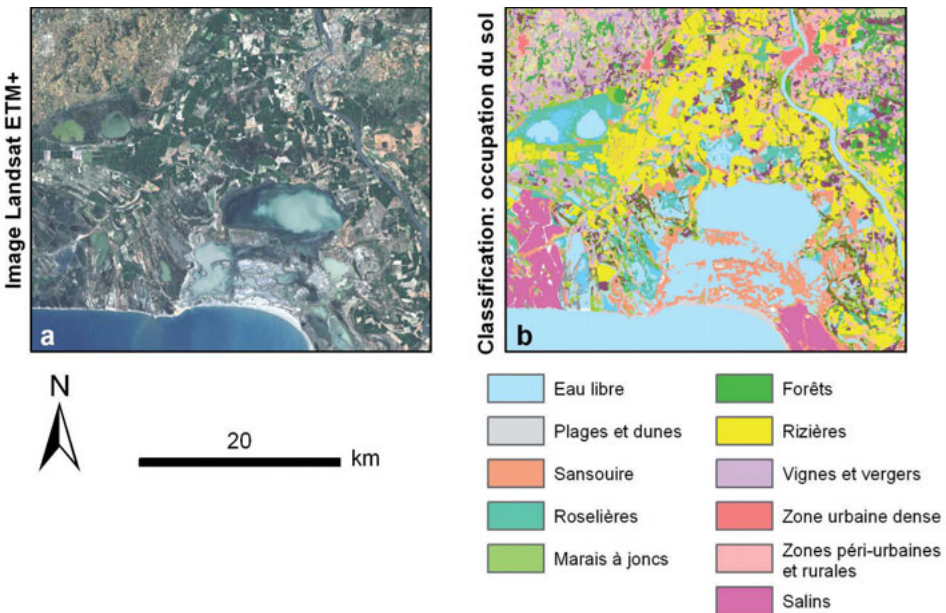 Image Landsat ETM+
a
Classification: occupation du sol
b
N
20
km
Eau libre
Plages et dunes
Sansouire
Roselières
Marais à joncs
Forêts
Rizières
Vignes et vergers
Zone urbaine dense
Zones péri-urbaines
et rurales
Salins